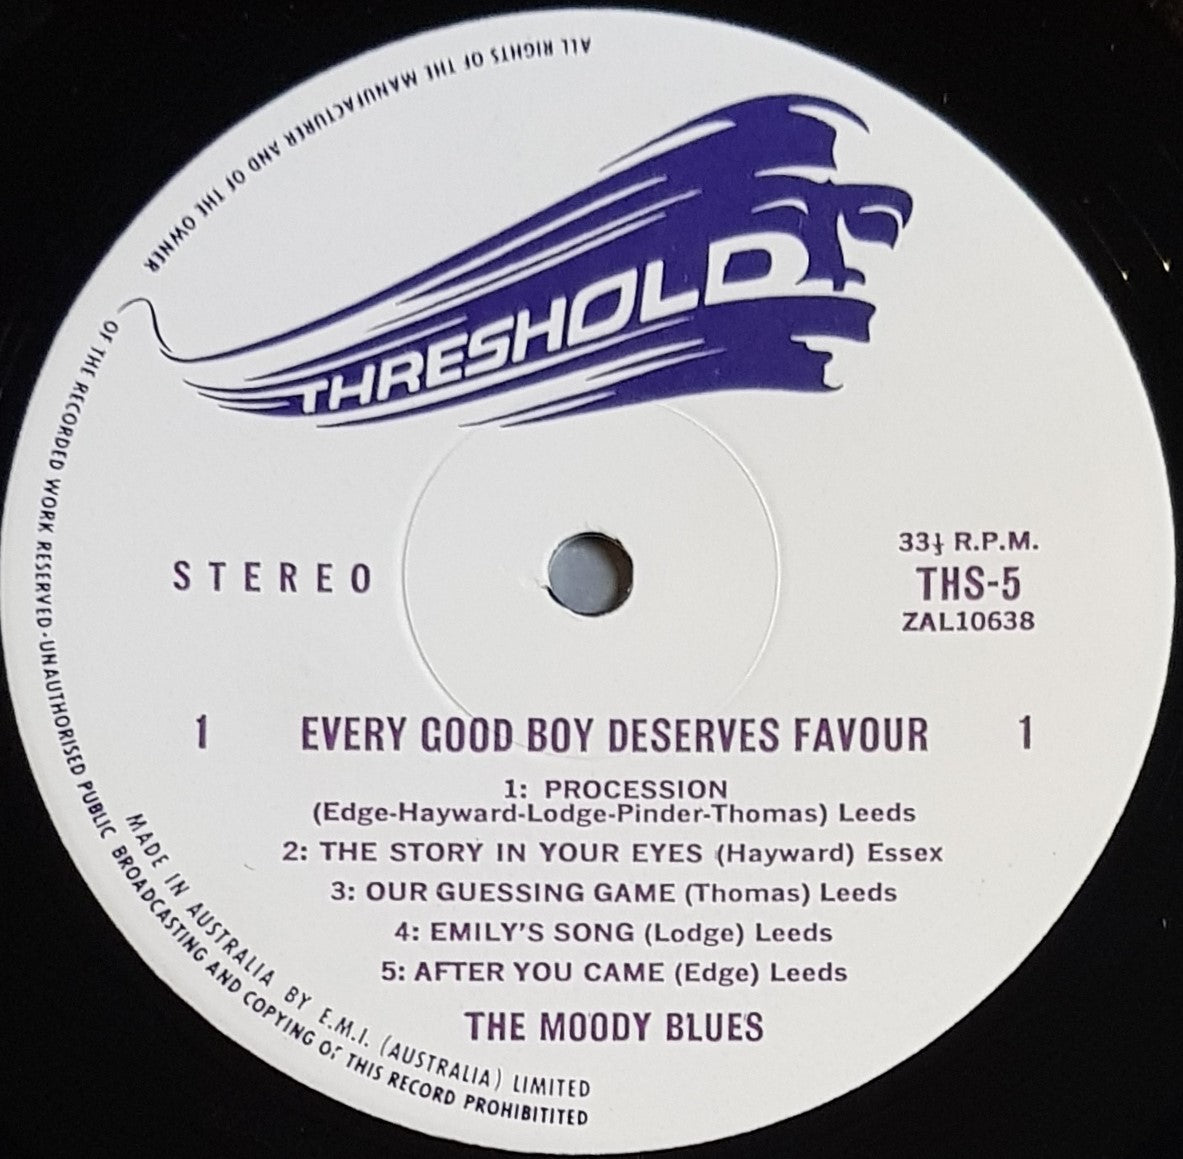 ALL RIGHTS OF THE MANUFACTURER AND OF THE OWNER
OF THE RECORDED WORK RESERVED·UNAUTHORISED PUBLIC BROADCASTING AND COPYING OF THIS RECORD PROHIBITITED
THRESHOLD
STEREO
33⅓ R.P.M.
THS-5
ZAL10638
1 EVERY GOOD BOY DESERVES FAVOUR 1
1: PROCESSION
(Edge-Hayward-Lodge-Pinder-Thomas) Leeds
2: THE STORY IN YOUR EYES (Hayward) Essex
3: OUR GUESSING GAME (Thomas) Leeds
4: EMILY'S SONG (Lodge) Leeds
5: AFTER YOU CAME (Edge) Leeds
THE MOODY BLUES
MADE IN AUSTRALIA BY E.M.I. (AUSTRALIA) LIMITED